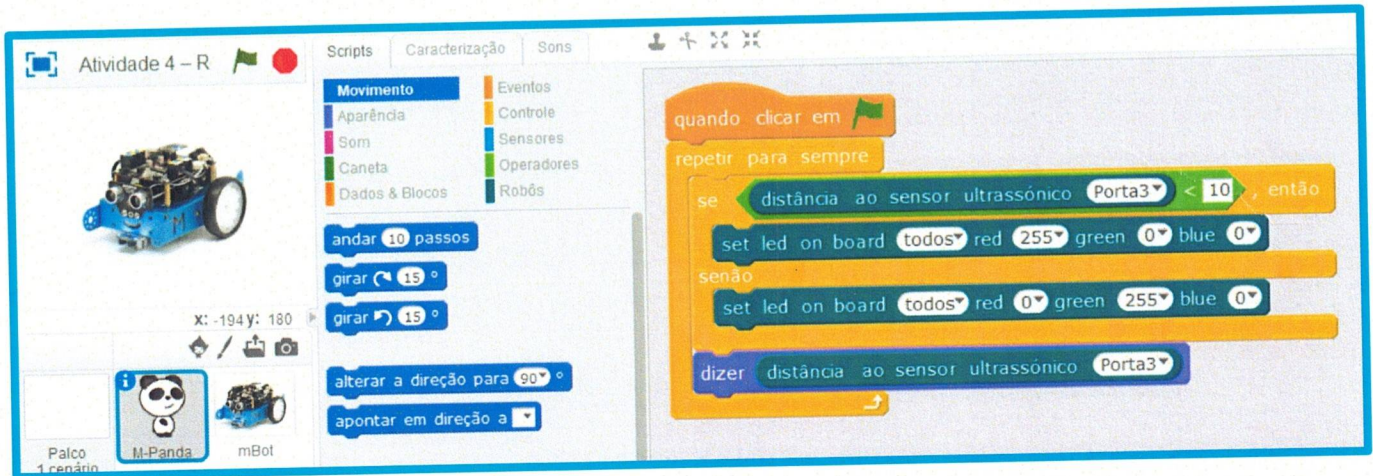 Atividade 4 – R
Scripts Caracterização Sons
Movimento
Aparência
Som
Caneta
Dados & Blocos
Eventos
Controle
Sensores
Operadores
Robôs
andar 10 passos
girar 15 °
girar 15 °
alterar a direção para 90 °
apontar em direção a
x: -194 y: 180
Palco
1 cenário
M-Panda
mBot
M
quando clicar em
repetir para sempre
se distância ao sensor ultrassónico Porta3 < 10 , então
set led on board todos red 255 green 0 blue 0
senão
set led on board todos red 0 green 255 blue 0
dizer distância ao sensor ultrassónico Porta3